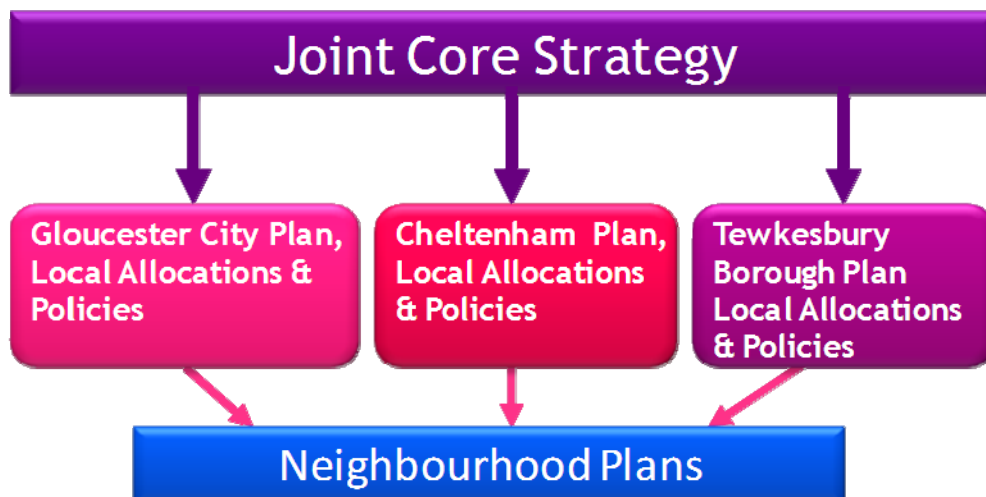 Joint Core Strategy
Gloucester City Plan,
Local Allocations &
Policies
Cheltenham Plan,
Local Allocations
& Policies
Tewkesbury
Borough Plan
Local Allocations
& Policies
Neighbourhood Plans